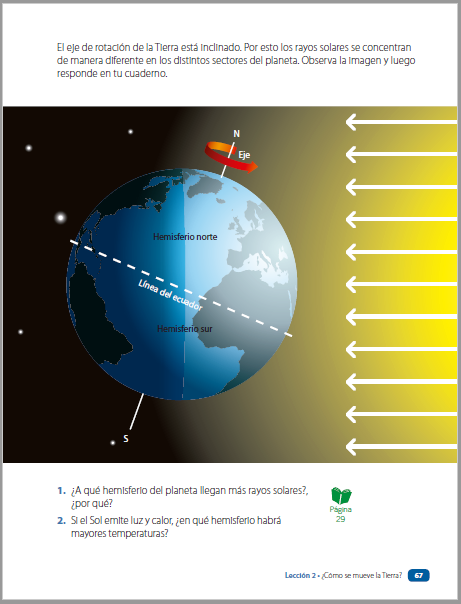 El eje de rotación de la Tierra está inclinado. Por esto los rayos solares se concentran
de manera diferente en los distintos sectores del planeta. Observa la imagen y luego
responde en tu cuaderno.
N
Eje
Hemisferio norte
Línea del ecuador
Hemisferio sur
S
1. ¿A qué hemisferio del planeta llegan más rayos solares?,
¿por qué?
2. Si el Sol emite luz y calor, ¿en qué hemisferio habrá
mayores temperaturas?
Página
29
Lección 2 • ¿Cómo se mueve la Tierra? 67